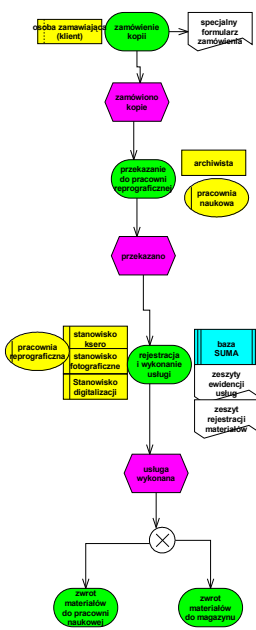 osoba zamawiająca
(klient)
zamówienie
kopii
specjalny
formularz
zamówienia
zamówiono
kopie
przekazanie
do pracowni
reprograficznej
archiwista
pracownia
naukowa
przekazano
pracownia
reprograficzna
stanowisko
ksero
stanowisko
fotograficzne
Stanowisko
digitalizacji
rejestracja
i wykonanie
usługi
baza
SUMA
zeszyty
ewidencji
usług
zeszyt
rejestracji
materiałów
usługa
wykonana
zwrot
materiałów
do pracowni
naukowej
zwrot
materiałów
do magazynu